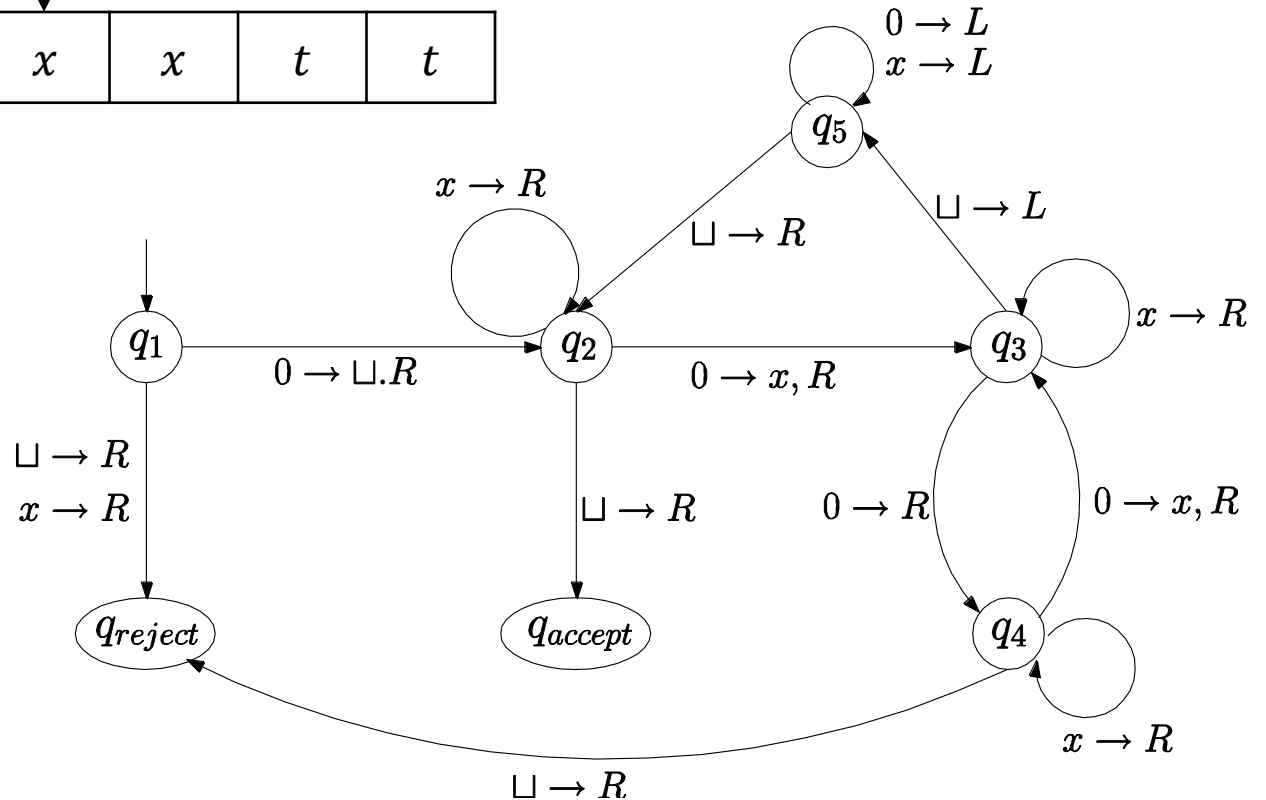 x x t t
0 → L
x → L
q5
x → R
⊔ → R
⊔ → L
q1
0 → ⊔.R
q2
0 → x, R
q3
x → R
⊔ → R
x → R
⊔ → R
0 → R
0 → x, R
qreject
qaccept
q4
x → R
⊔ → R